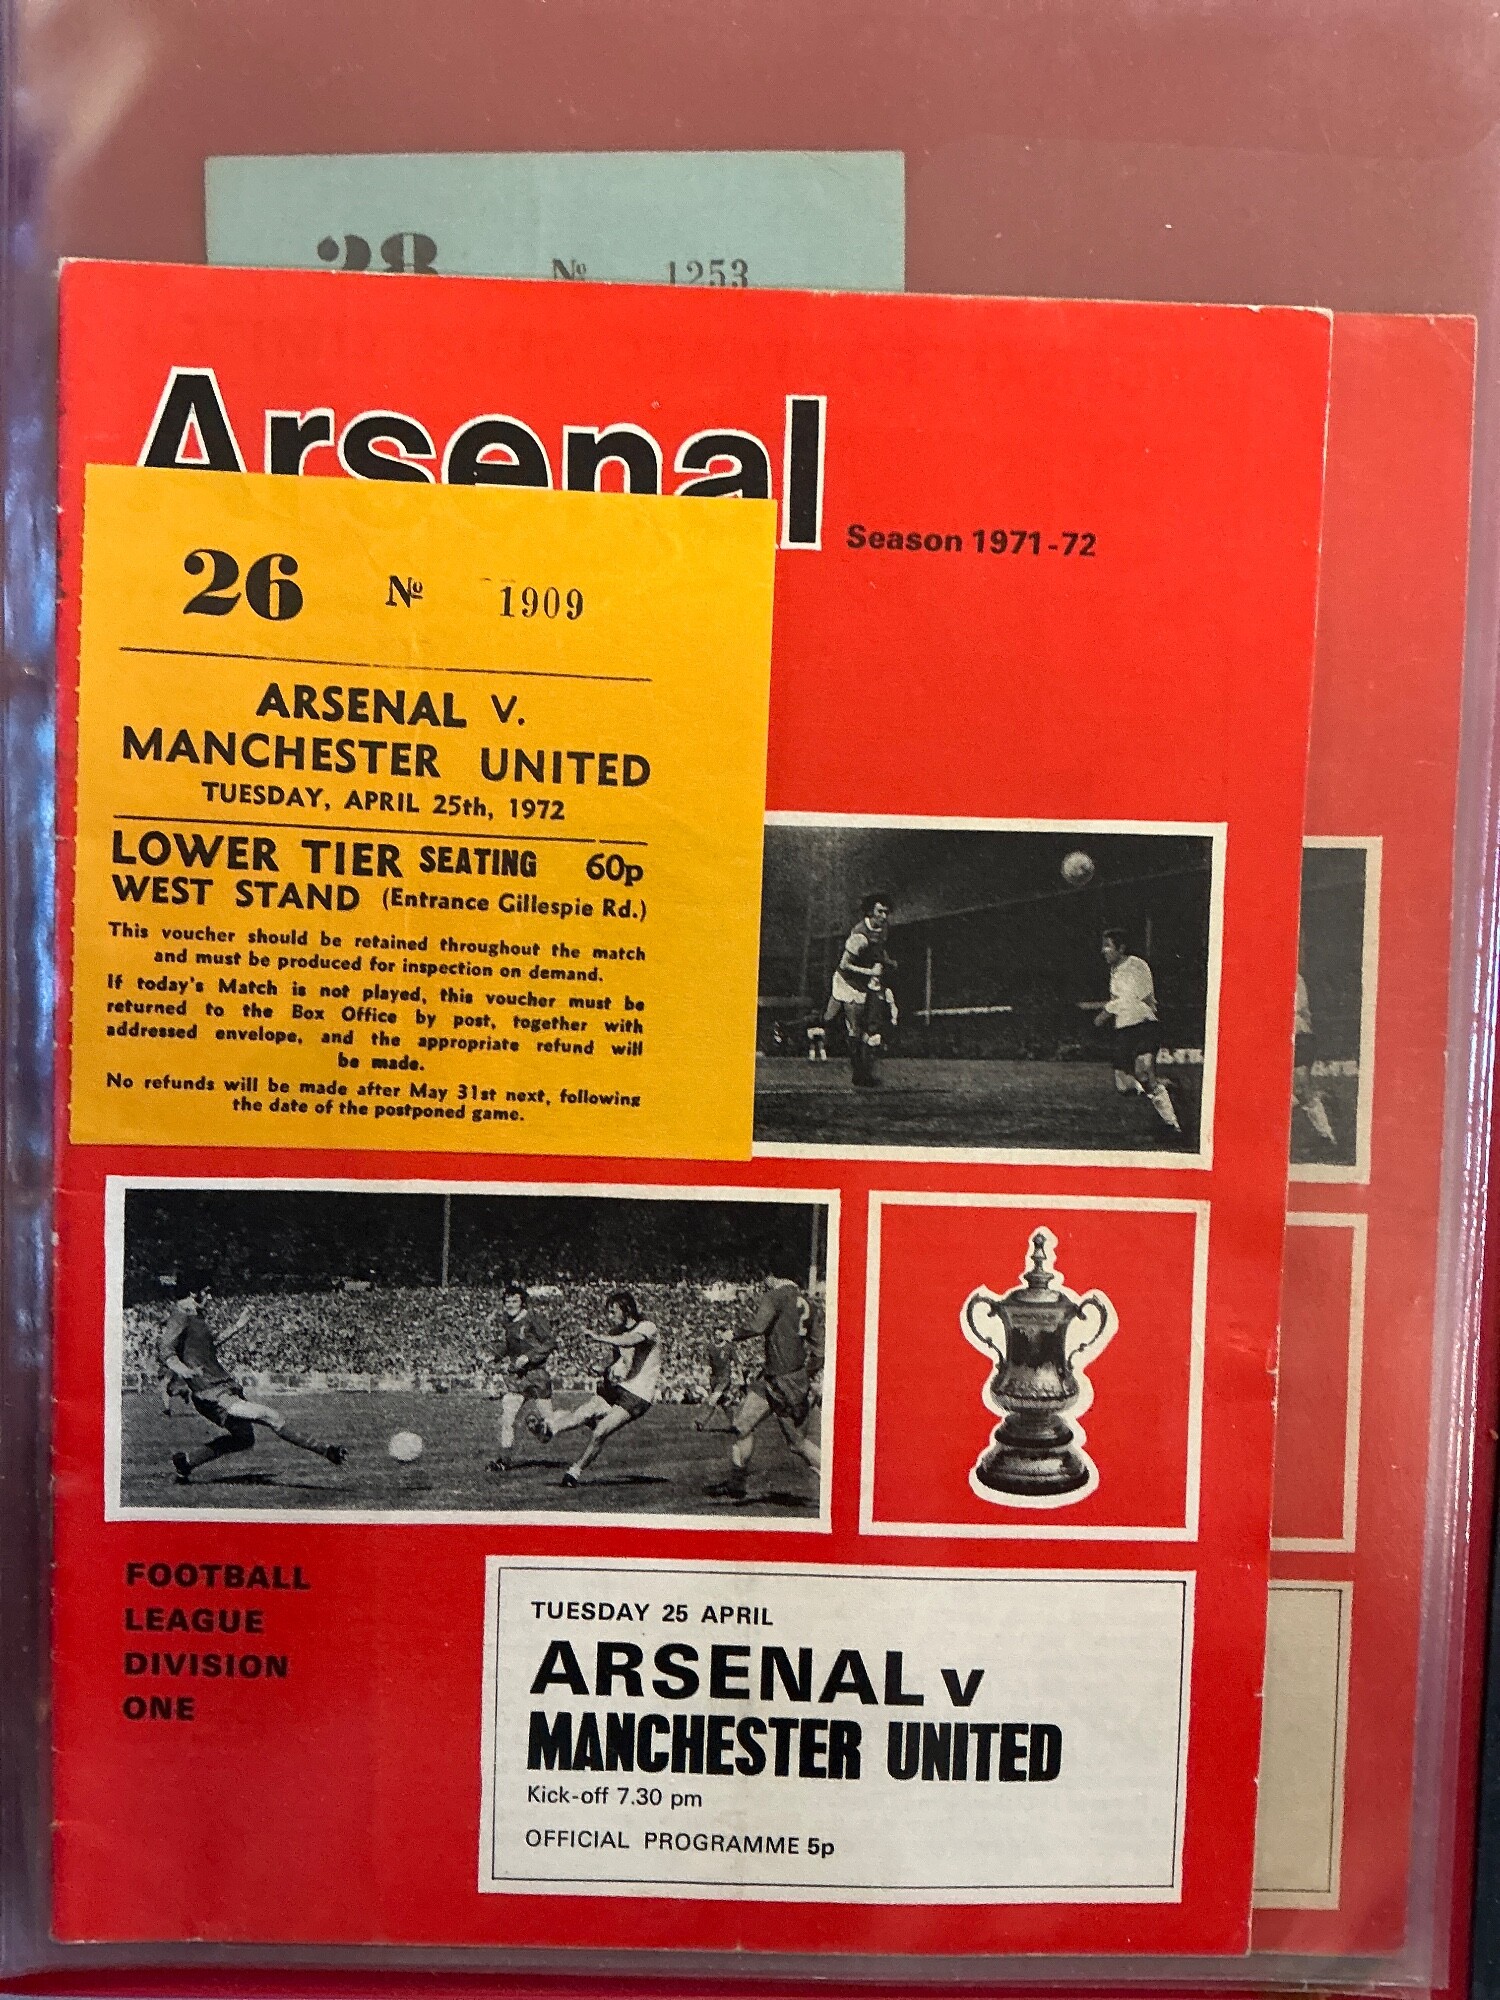 28 Nº 1253
Arsenal
Season 1971-72
26 Nº 1909
ARSENAL V.
MANCHESTER UNITED
TUESDAY, APRIL 25th, 1972
LOWER TIER SEATING 60p
WEST STAND (Entrance Gillespie Rd.)
This voucher should be retained throughout the match
and must be produced for inspection on demand.
If today's Match is not played, this voucher must be
returned to the Box Office by post, together with
addressed envelope, and the appropriate refund will
be made.
No refunds will be made after May 31st next, following
the date of the postponed game.
2
FOOTBALL
LEAGUE
DIVISION
ONE
TUESDAY 25 APRIL
ARSENAL v
MANCHESTER UNITED
Kick-off 7.30 pm
OFFICIAL PROGRAMME 5p